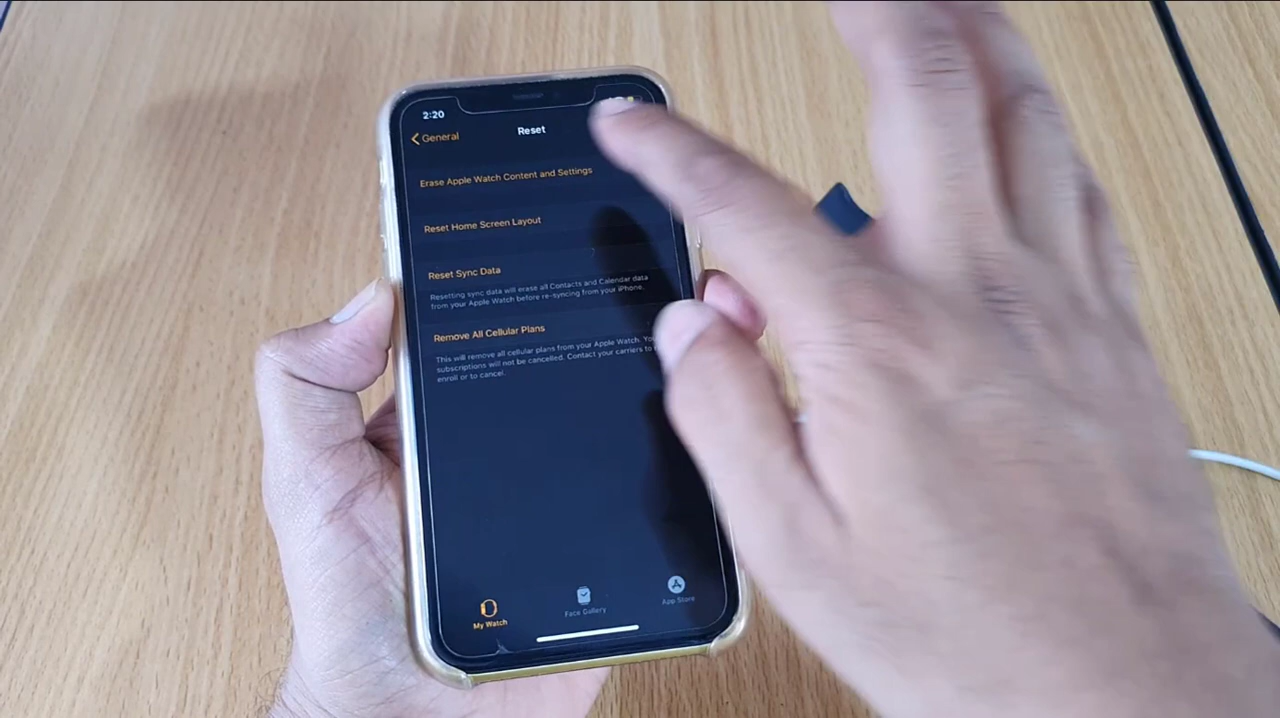 2:20
General
Reset
Erase Apple Watch Content and Settings
Reset Home Screen Layout
Reset Sync Data
Resetting sync data will erase all Contacts and Calendar data
from your Apple Watch before re-syncing from your iPhone.
Remove All Cellular Plans
This will remove all cellular plans from your Apple Watch.
subscriptions will not be cancelled. Contact your carriers to
enroll or to cancel.
My Watch
Face Gallery
App Store